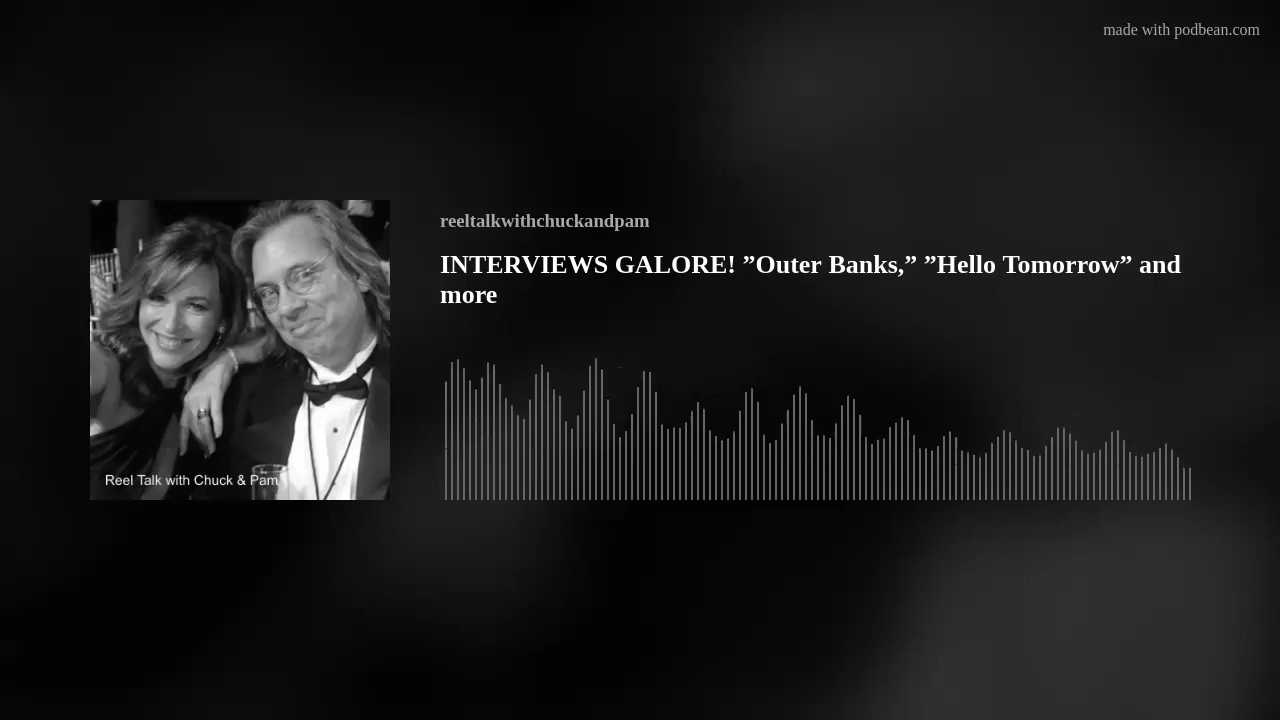 made with podbean.com
reeltalkwithchuckandpam
INTERVIEWS GALORE! ”Outer Banks,” ”Hello Tomorrow” and
more
Reel Talk with Chuck & Pam